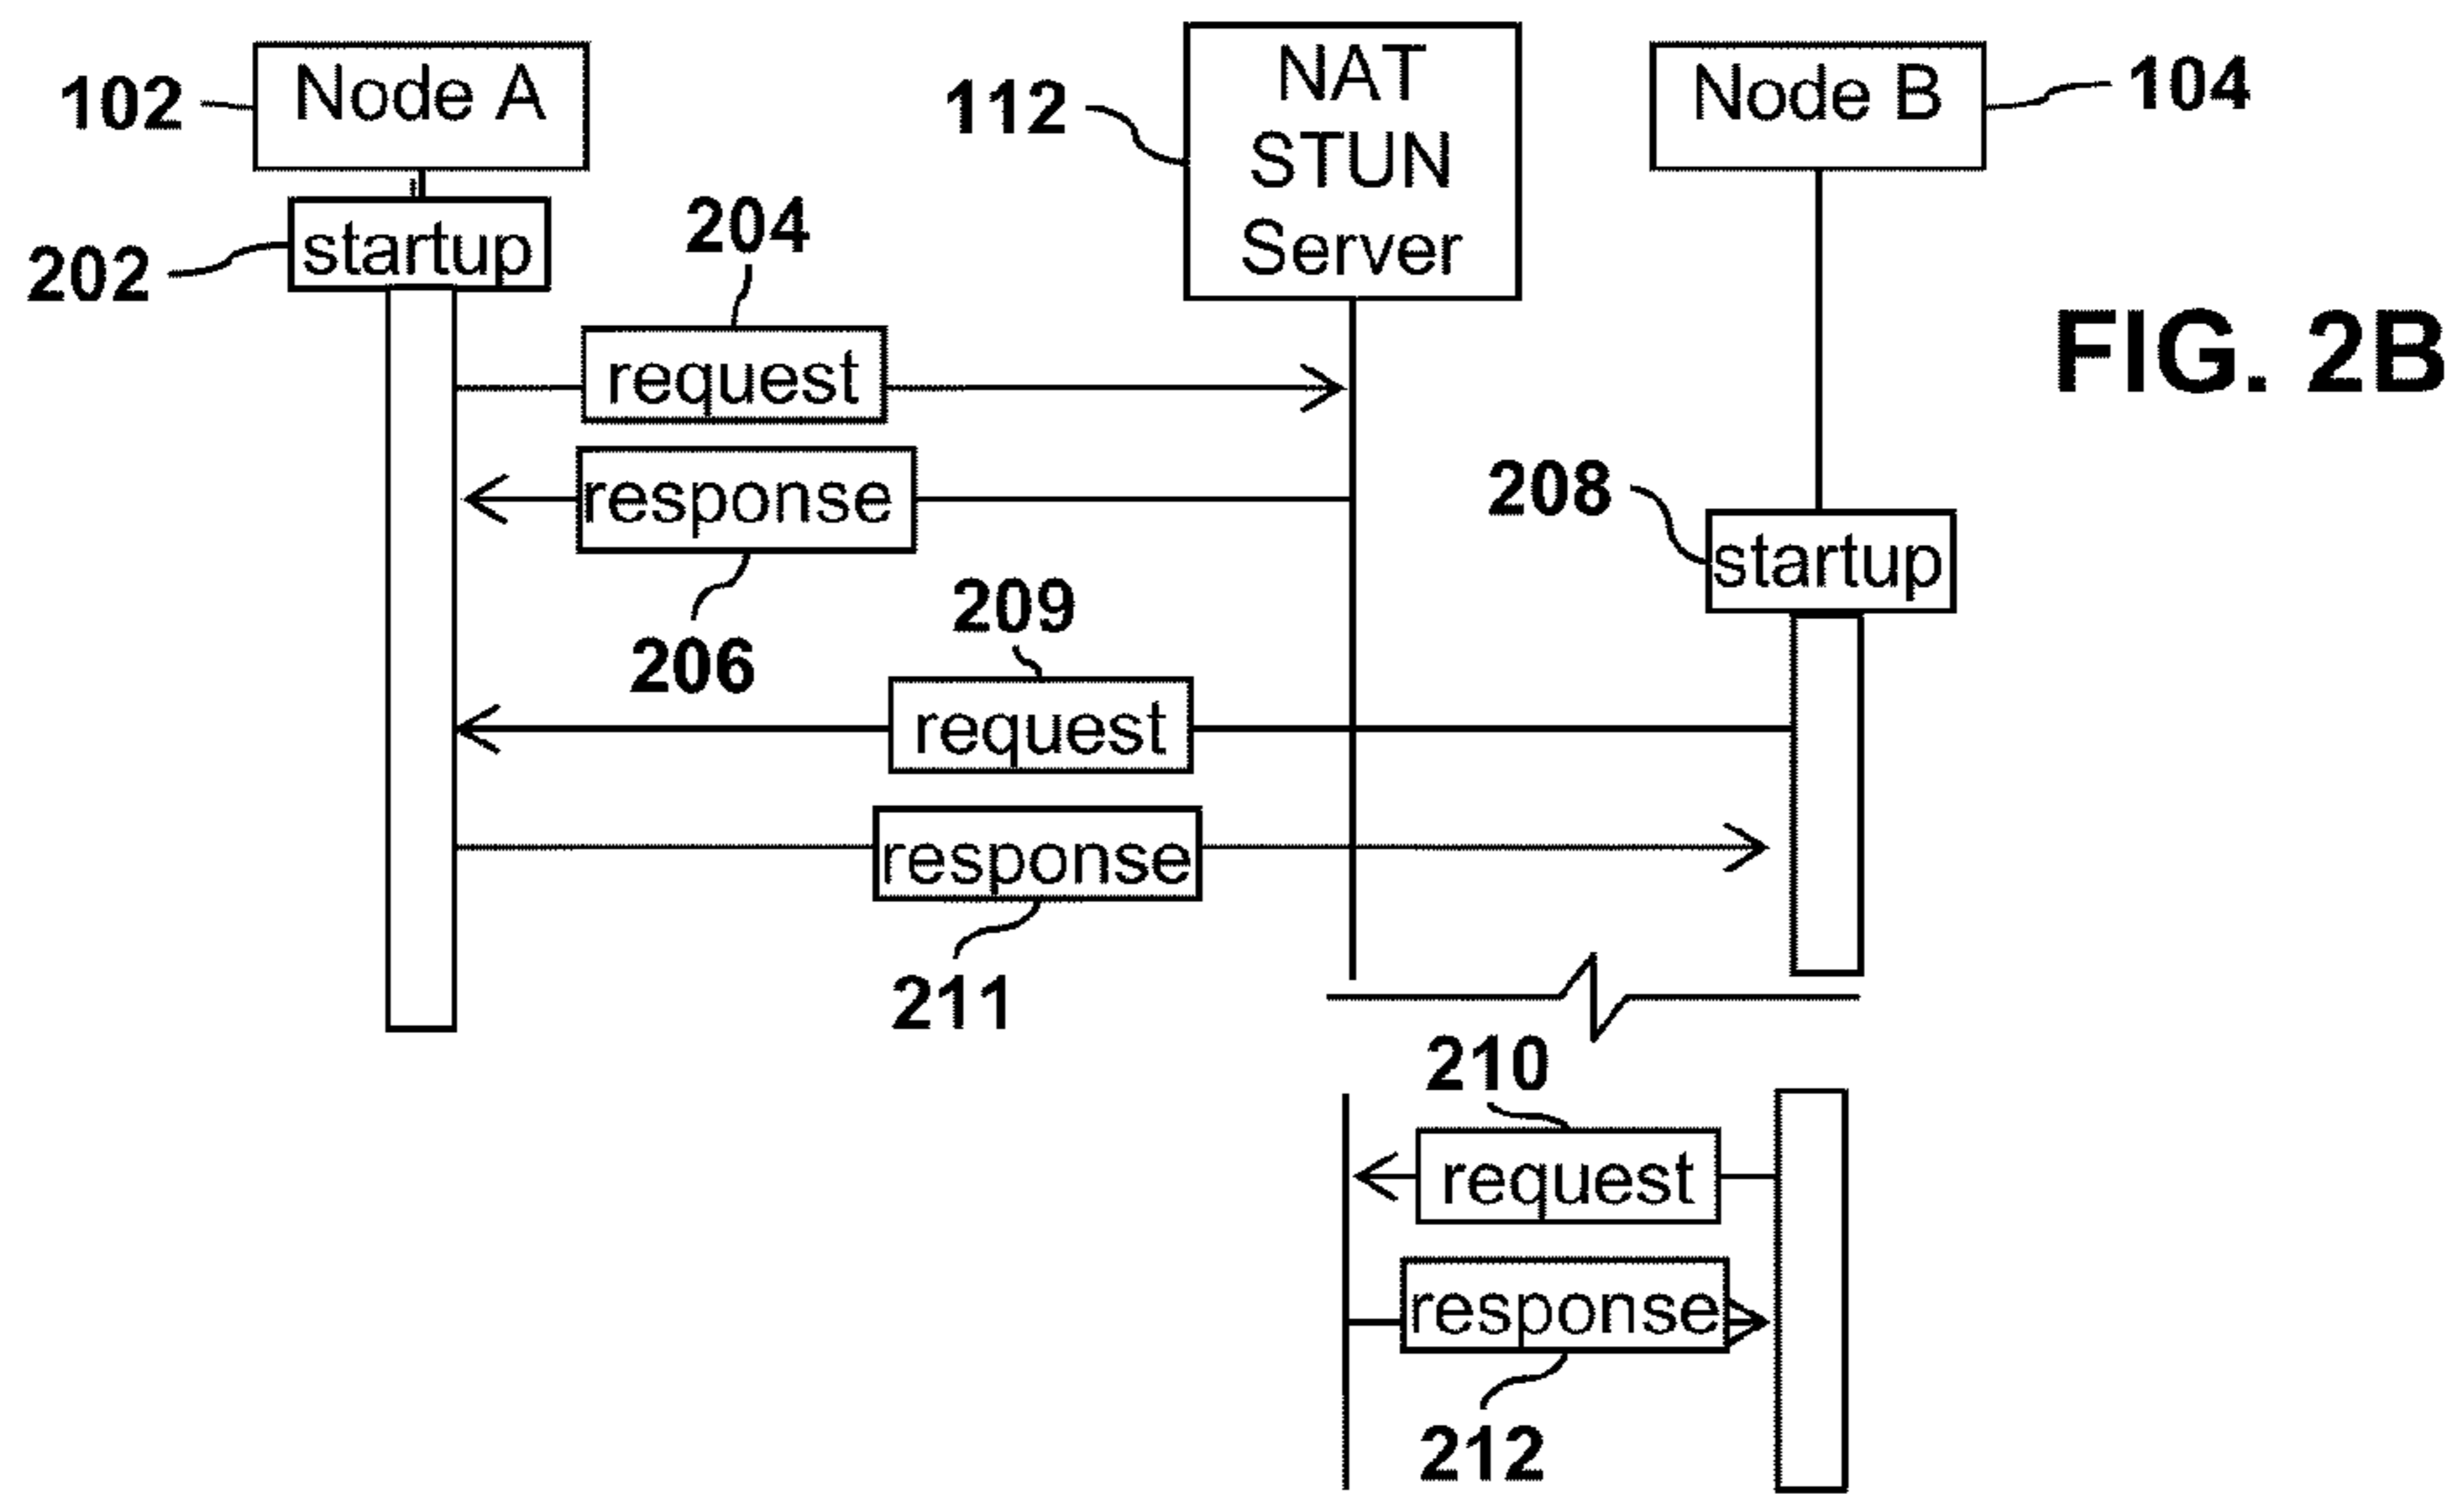 102
Node A
112
NAT
STUN
Server
Node B
104
202
startup
204
request
FIG. 2B
response
206
208
startup
209
request
response
211
210
request
response
212